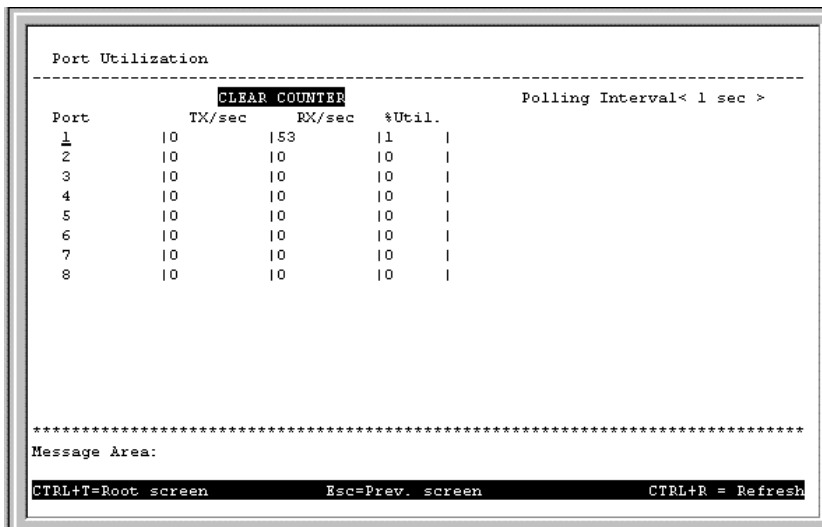 Port Utilization
--------------------------------------------------------------------------------
CLEAR COUNTER Polling Interval< 1 sec >
Port TX/sec RX/sec %Util.
1 |0 |53 |1 |
2 |0 |0 |0 |
3 |0 |0 |0 |
4 |0 |0 |0 |
5 |0 |0 |0 |
6 |0 |0 |0 |
7 |0 |0 |0 |
8 |0 |0 |0 |
********************************************************************************
Message Area:
CTRL+T=Root screen Esc=Prev. screen CTRL+R = Refresh